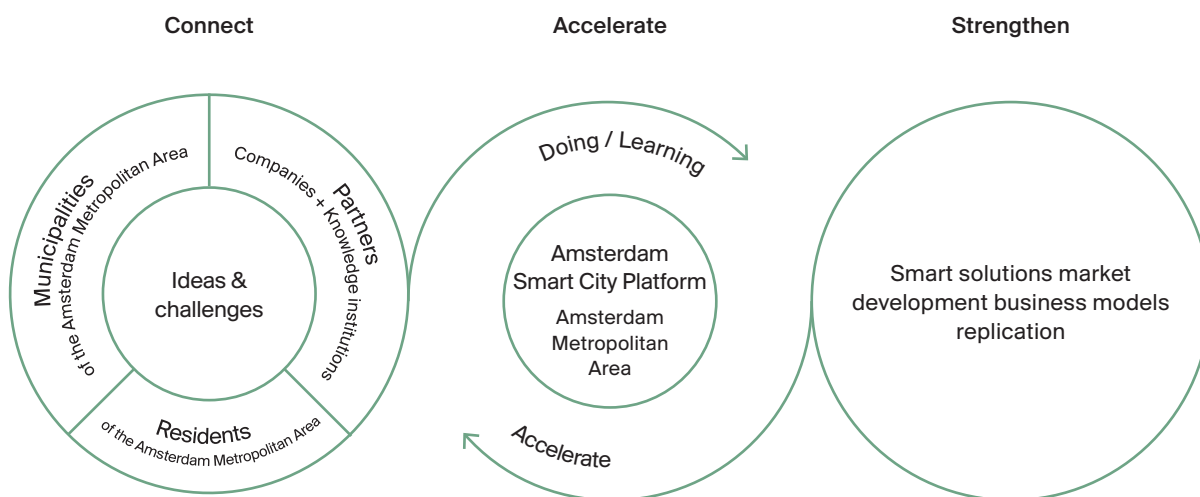 Connect
Accelerate
Strengthen
Municipalities
of the Amsterdam Metropolitan Area
Partners
Companies + Knowledge institutions
Residents
of the Amsterdam Metropolitan Area
Ideas &
challenges
Doing / Learning
Amsterdam
Smart City Platform
Amsterdam
Metropolitan
Area
Accelerate
Smart solutions market
development business models
replication